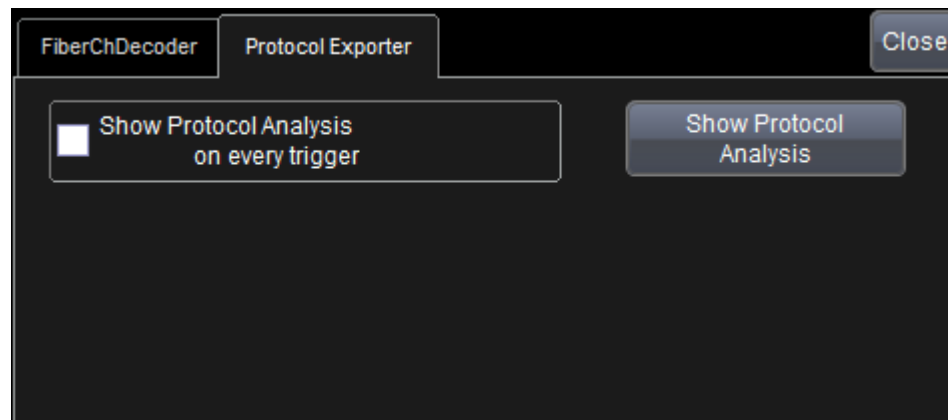 FiberChDecoder
Protocol Exporter
Close
Show Protocol Analysis
on every trigger
Show Protocol
Analysis